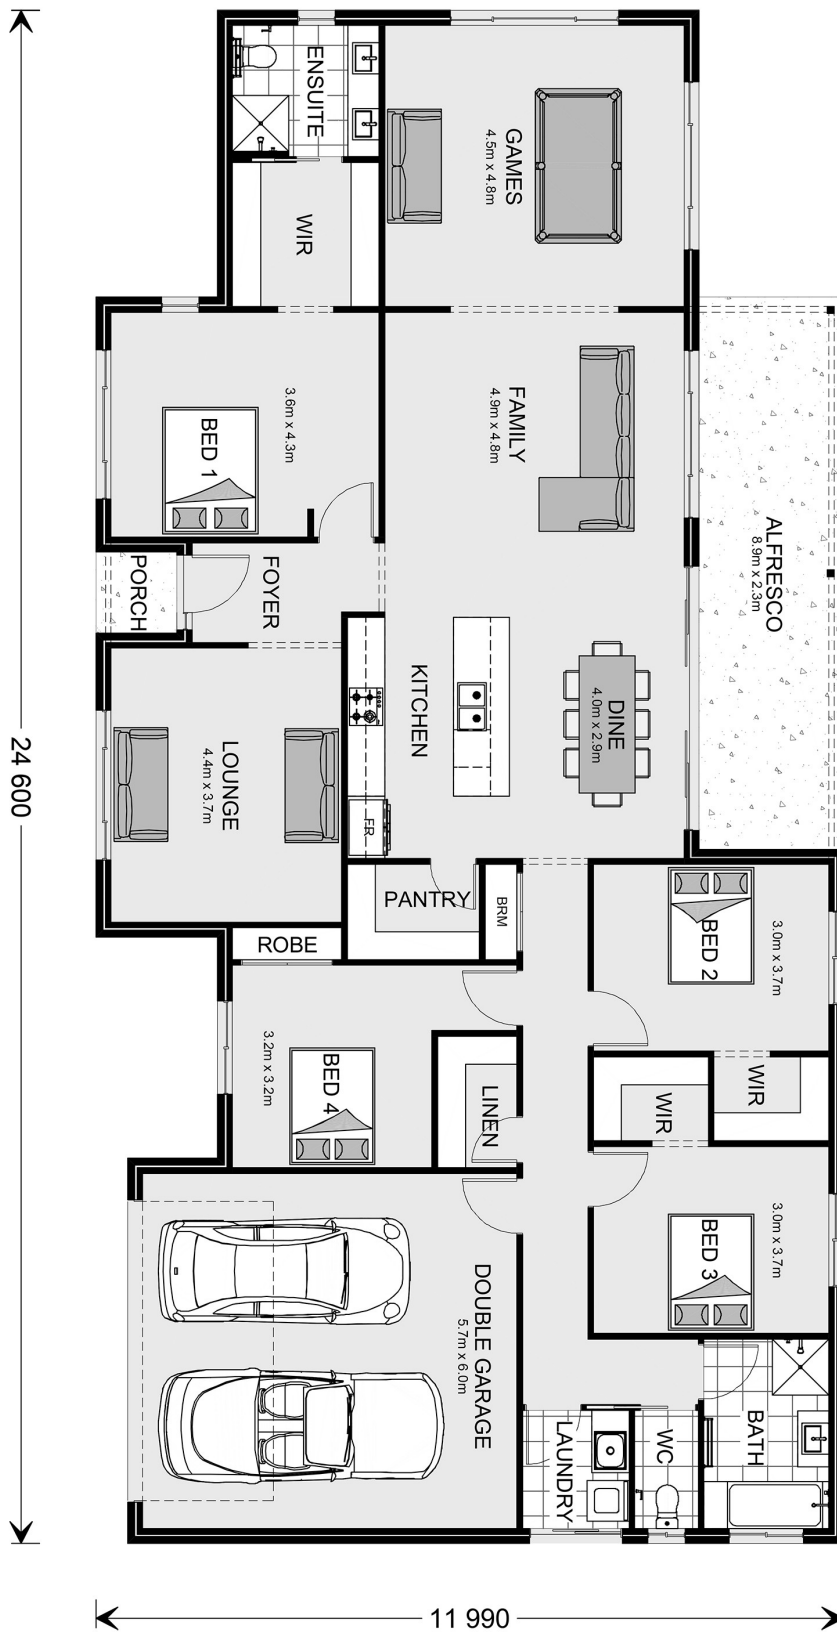 ENSUITE
GAMES
4.5m x 4.8m
WIR
3.6m x 4.3m
BED 1
FAMILY
4.9m x 4.8m
ALFRESCO
8.9m x 2.3m
PORCH
FOYER
KITCHEN
DINE
4.0m x 2.9m
LOUNGE
4.4m x 3.7m
FR
24 600
PANTRY
BRM
BED 2
3.0m x 3.7m
ROBE
3.2m x 3.2m
BED 4
LINEN
WIR
WIR
BED 3
3.0m x 3.7m
DOUBLE GARAGE
5.7m x 6.0m
LAUNDRY
WC
BATH
11 990